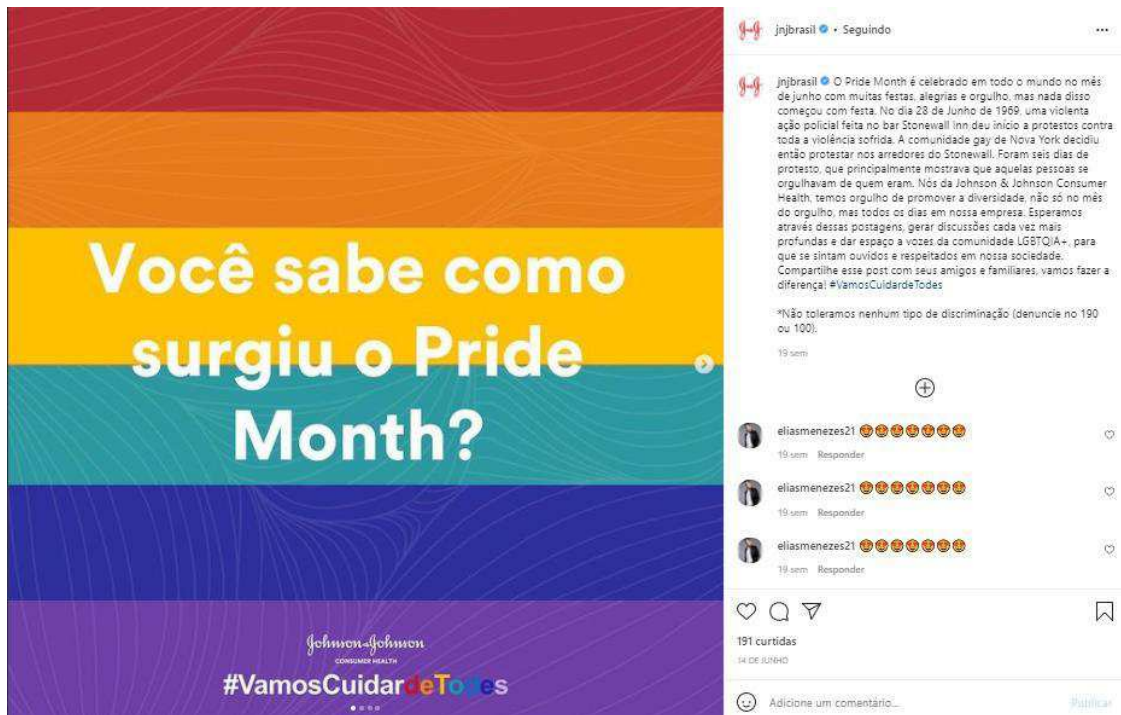 Você sabe como
surgiu o Pride
Month?
Johnson&Johnson
CONSUMER HEALTH
#VamosCuidardeTodes
jnjbrasil • Seguindo
jnjbrasil O Pride Month é celebrado em todo o mundo no mês
de junho com muitas festas, alegrias e orgulho, mas nada disso
começou com festa. No dia 28 de Junho de 1969, uma violenta
ação policial feita no bar Stonewall Inn deu início a protestos contra
toda a violência sofrida. A comunidade gay de Nova York decidiu
então protestar nos arredores do Stonewall. Foram seis dias de
protesto, que principalmente mostrava que aquelas pessoas se
orgulhavam de quem eram. Nós da Johnson & Johnson Consumer
Health, temos orgulho de promover a diversidade, não só no mês
do orgulho, mas todos os dias em nossa empresa. Esperamos
através dessas postagens, gerar discussões cada vez mais
profundas e dar espaço a vozes da comunidade LGBTQIA+, para
que se sintam ouvidos e respeitados em nossa sociedade.
Compartilhe esse post com seus amigos e familiares, vamos fazer a
diferença! #VamosCuidardeTodes
*Não toleramos nenhum tipo de discriminação (denuncie no 190
ou 100).
19 sem
eliasmenezes21 🤩🤩🤩🤩🤩🤩🤩
19 sem Responder
eliasmenezes21 🤩🤩🤩🤩🤩🤩🤩
19 sem Responder
eliasmenezes21 🤩🤩🤩🤩🤩🤩🤩
19 sem Responder
191 curtidas
14 DE JUNHO
Adicione um comentário... Publicar